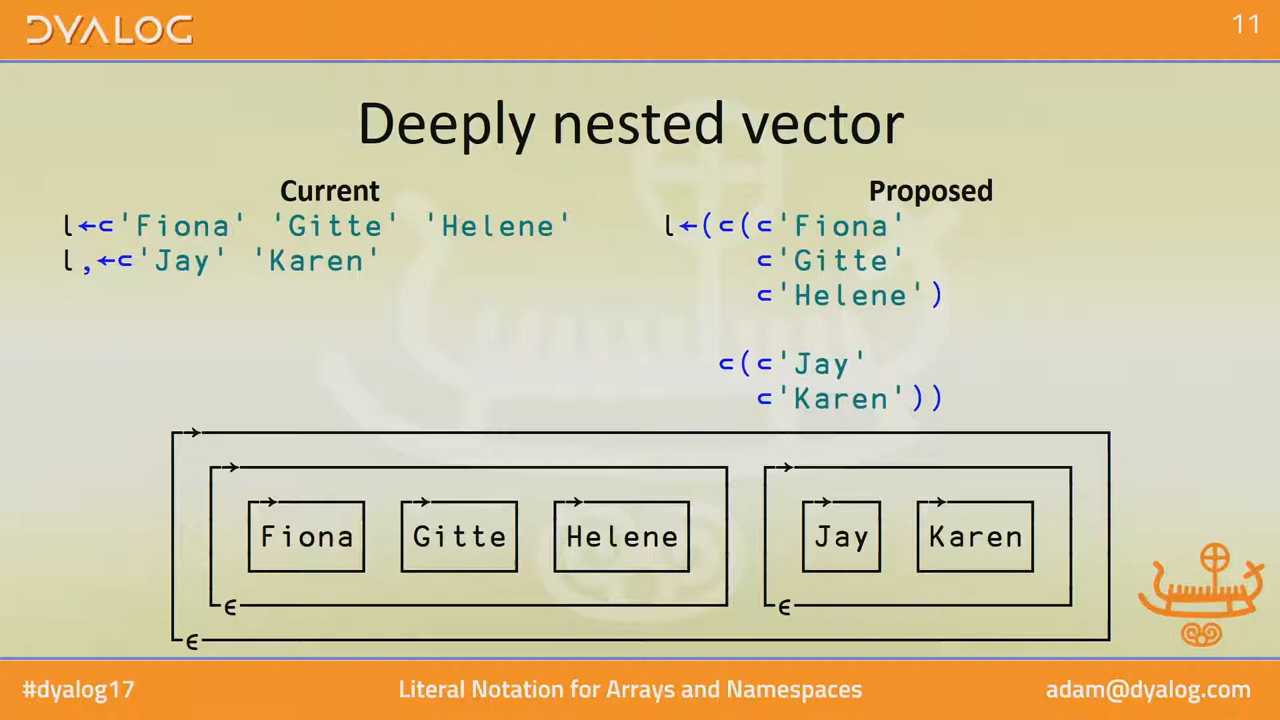 DYALOG
11
Deeply nested vector
Current
l←⊂'Fiona' 'Gitte' 'Helene'
l,←⊂'Jay' 'Karen'
Proposed
l←(⊂(⊂'Fiona'
⊂'Gitte'
⊂'Helene')
⊂(⊂'Jay'
⊂'Karen'))
Fiona Gitte Helene Jay Karen
#dyalog17
Literal Notation for Arrays and Namespaces
adam@dyalog.com